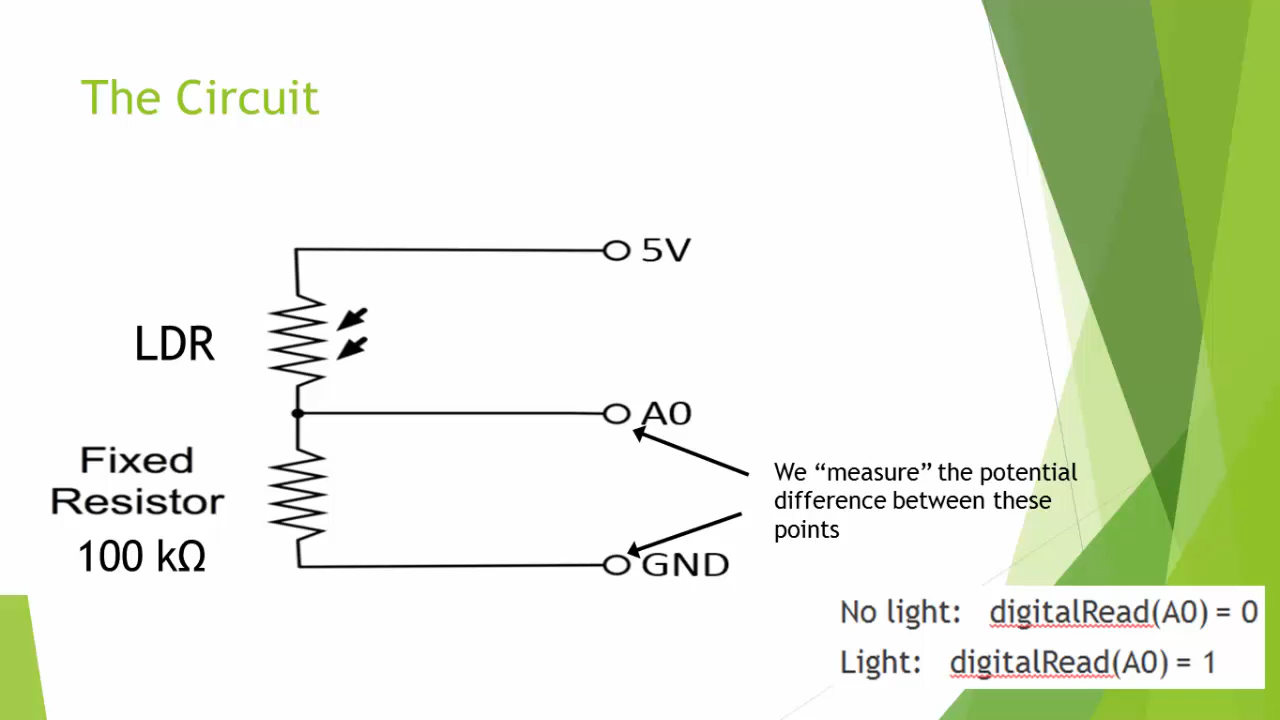 The Circuit
5V
LDR
A0
Fixed
Resistor
100 kΩ
We “measure” the potential
difference between these
points
GND
No light: digitalRead(A0) = 0
Light: digitalRead(A0) = 1